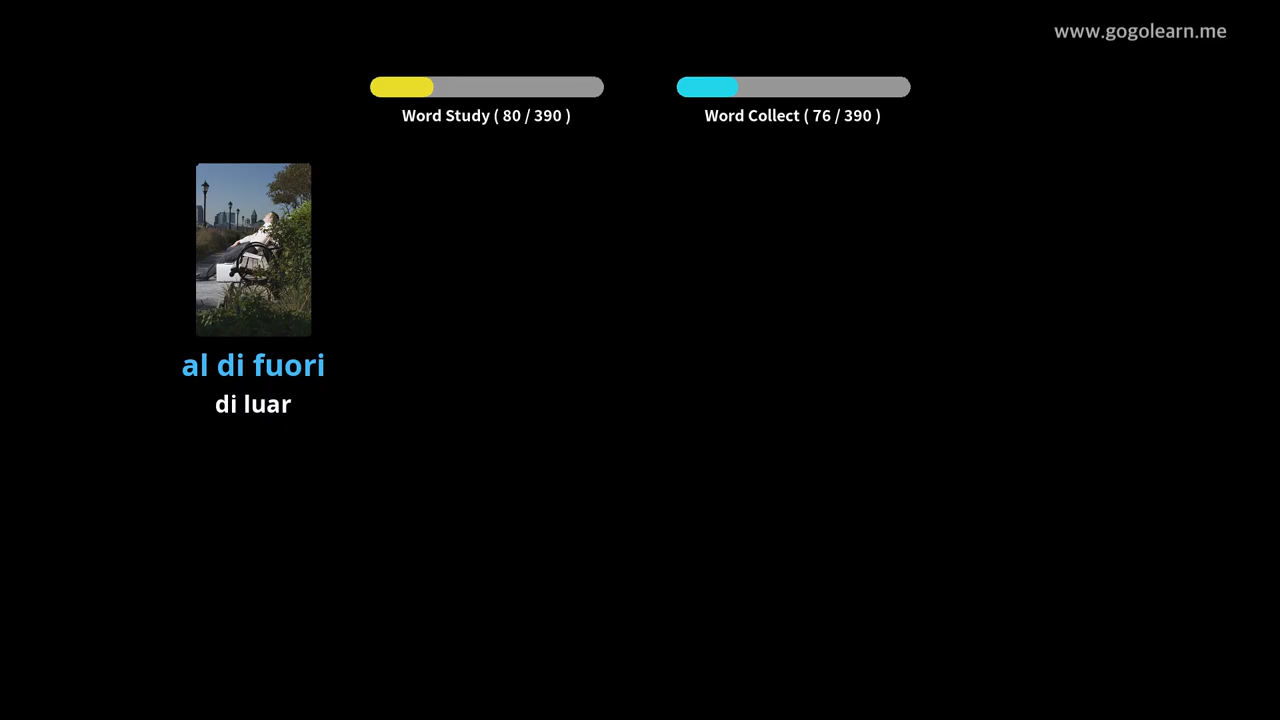 www.gogolearn.me
Word Study ( 80 / 390 )
Word Collect ( 76 / 390 )
al di fuori
di luar